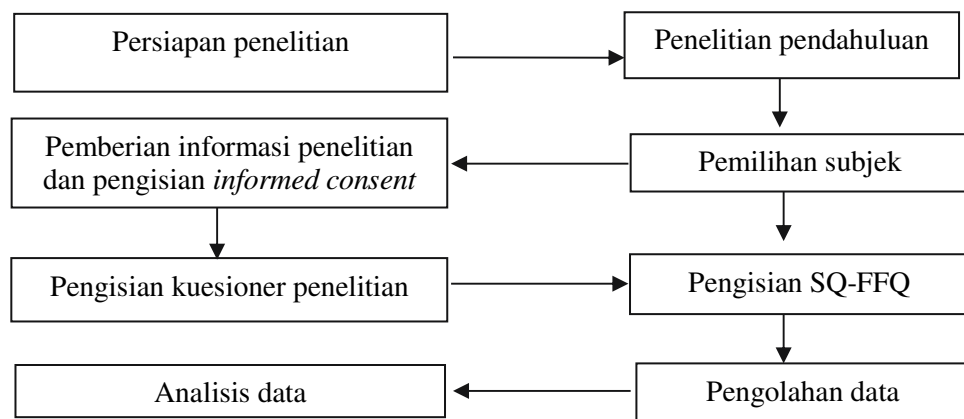 Persiapan penelitian
Penelitian pendahuluan
Pemberian informasi penelitian
dan pengisian informed consent
Pemilihan subjek
Pengisian kuesioner penelitian
Pengisian SQ-FFQ
Analisis data
Pengolahan data